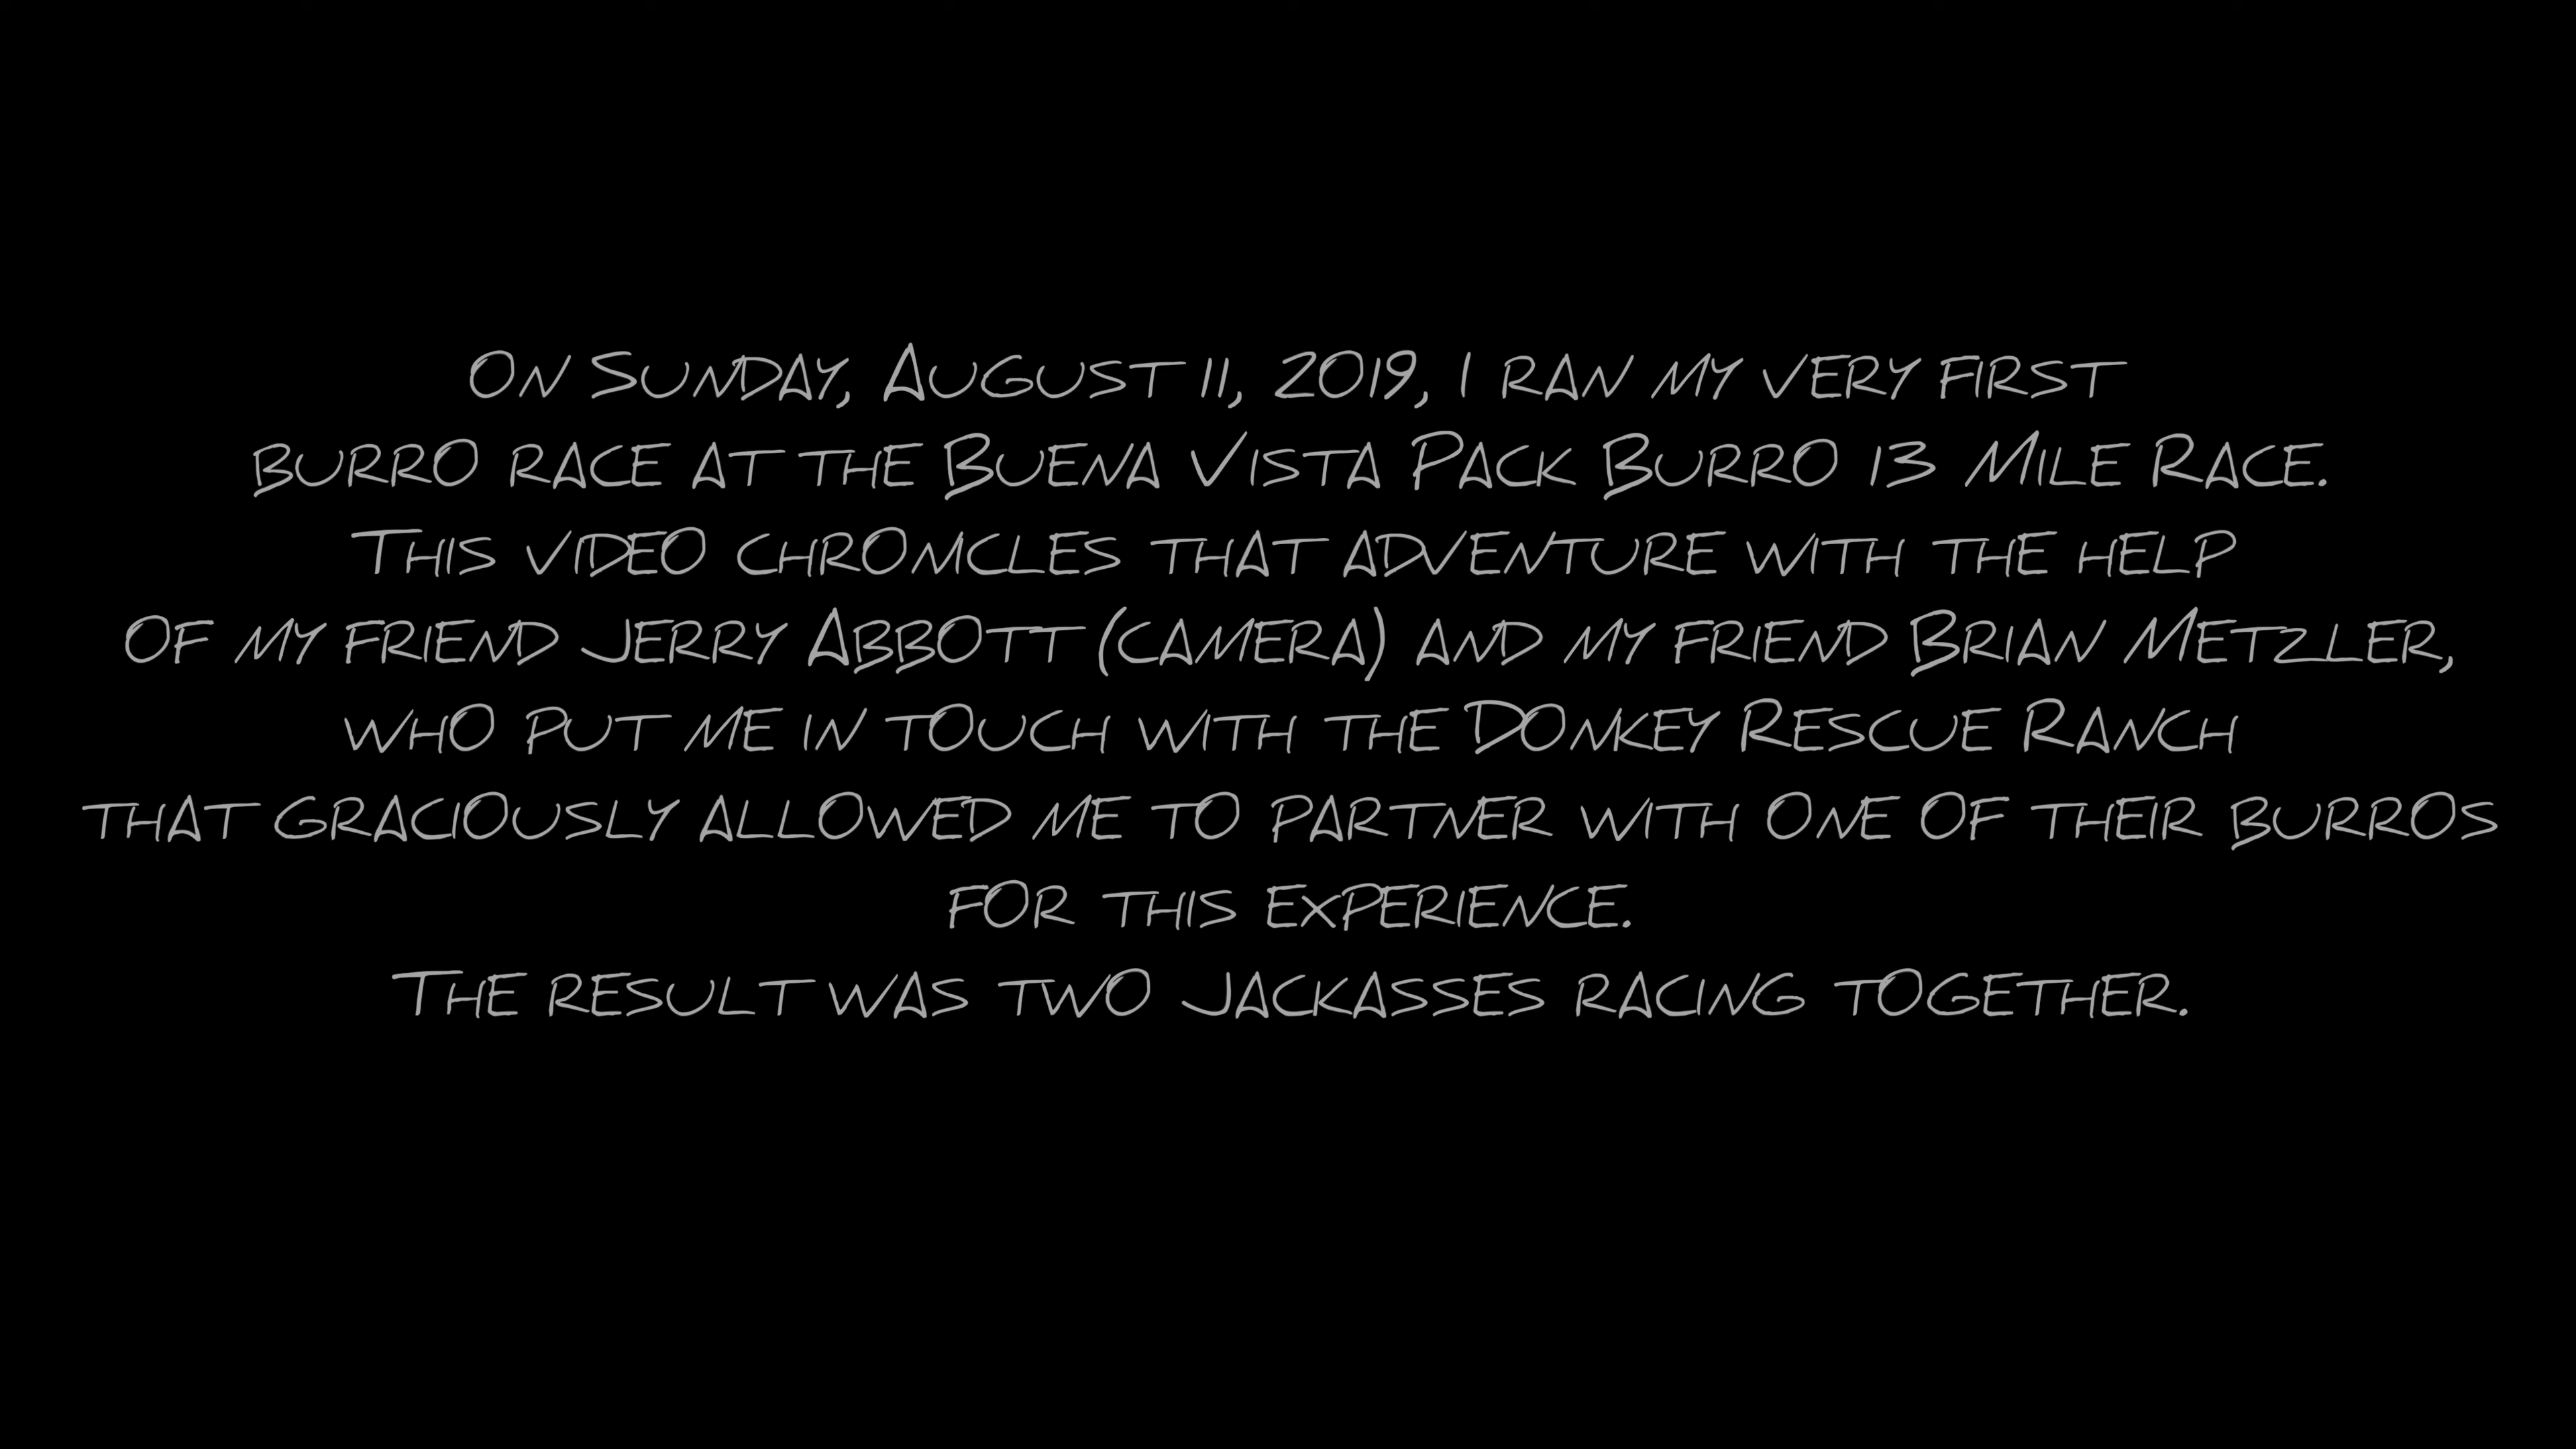 On Sunday, August 11, 2019, I ran my very first
burro race at the Buena Vista Pack Burro 13 Mile Race.
This video chronicles that adventure with the help
of my friend Jerry Abbott (camera) and my friend Brian Metzler,
who put me in touch with the Donkey Rescue Ranch
that graciously allowed me to partner with one of their burros
for this experience.
The result was two jackasses racing together.